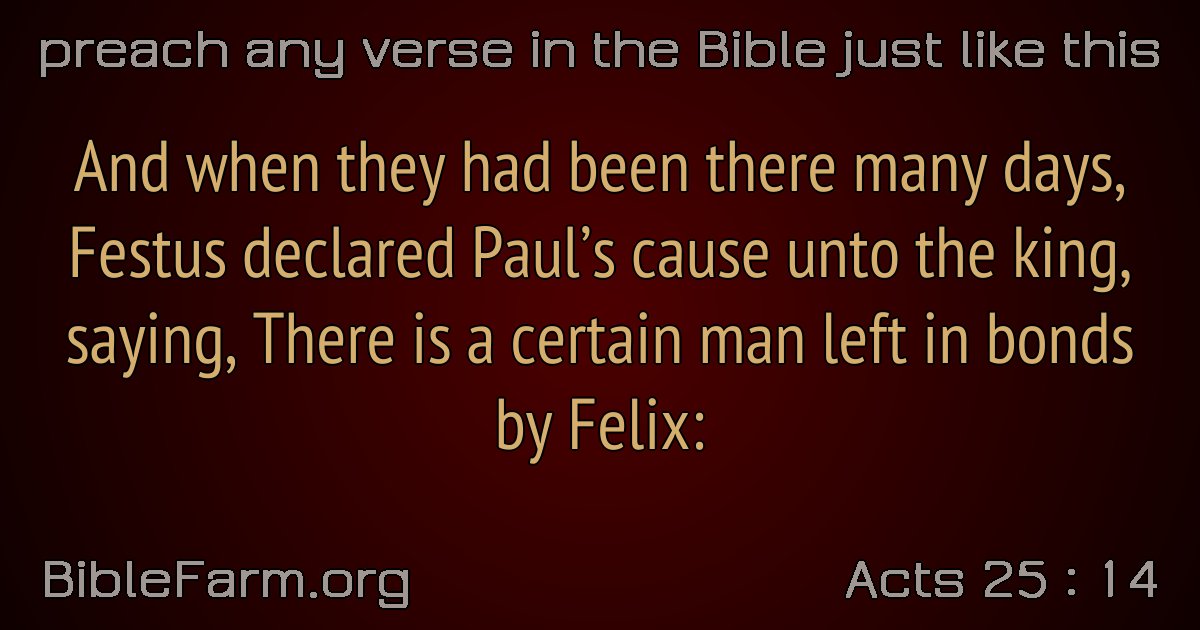 preach any verse in the Bible just like this
And when they had been there many days,
Festus declared Paul’s cause unto the king,
saying, There is a certain man left in bonds
by Felix:
BibleFarm.org
Acts 25 : 14